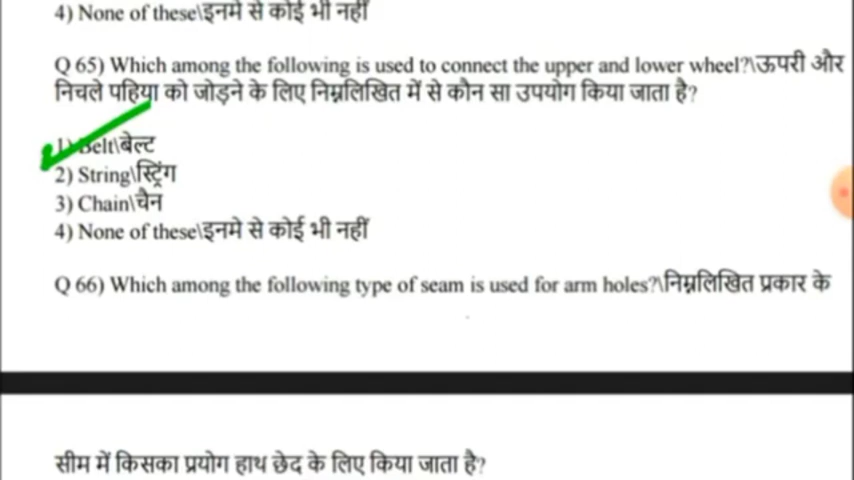 4) None of these\इनमे से कोई भी नहीं
Q 65) Which among the following is used to connect the upper and lower wheel?\ऊपरी और
निचले पहिया को जोड़ने के लिए निम्नलिखित में से कौन सा उपयोग किया जाता है?
1) Belt\बेल्ट
2) String\स्ट्रिंग
3) Chain\चैन
4) None of these\इनमे से कोई भी नहीं
Q 66) Which among the following type of seam is used for arm holes?\निम्नलिखित प्रकार के
सीम में किसका प्रयोग हाथ छेद के लिए किया जाता है?